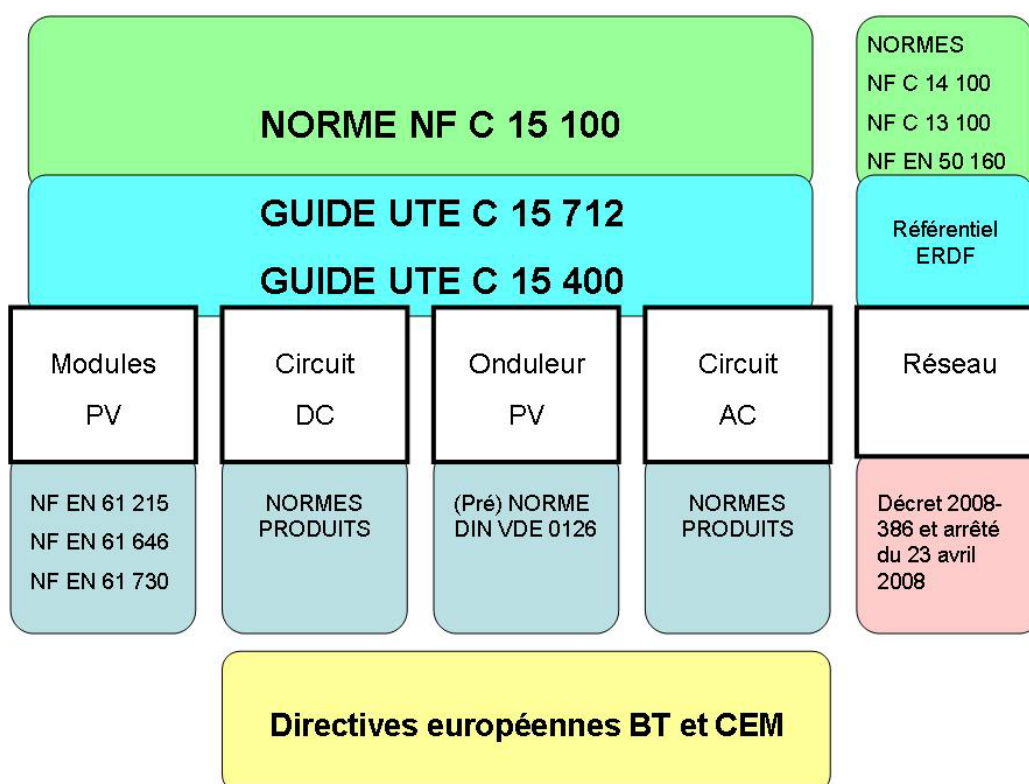 NORME NF C 15 100
GUIDE UTE C 15 712
GUIDE UTE C 15 400
NORMES
NF C 14 100
NF C 13 100
NF EN 50 160
Référentiel
ERDF
Modules
PV
Circuit
DC
Onduleur
PV
Circuit
AC
Réseau
NF EN 61 215
NF EN 61 646
NF EN 61 730
NORMES
PRODUITS
(Pré) NORME
DIN VDE 0126
NORMES
PRODUITS
Décret 2008-
386 et arrêté
du 23 avril
2008
Directives européennes BT et CEM